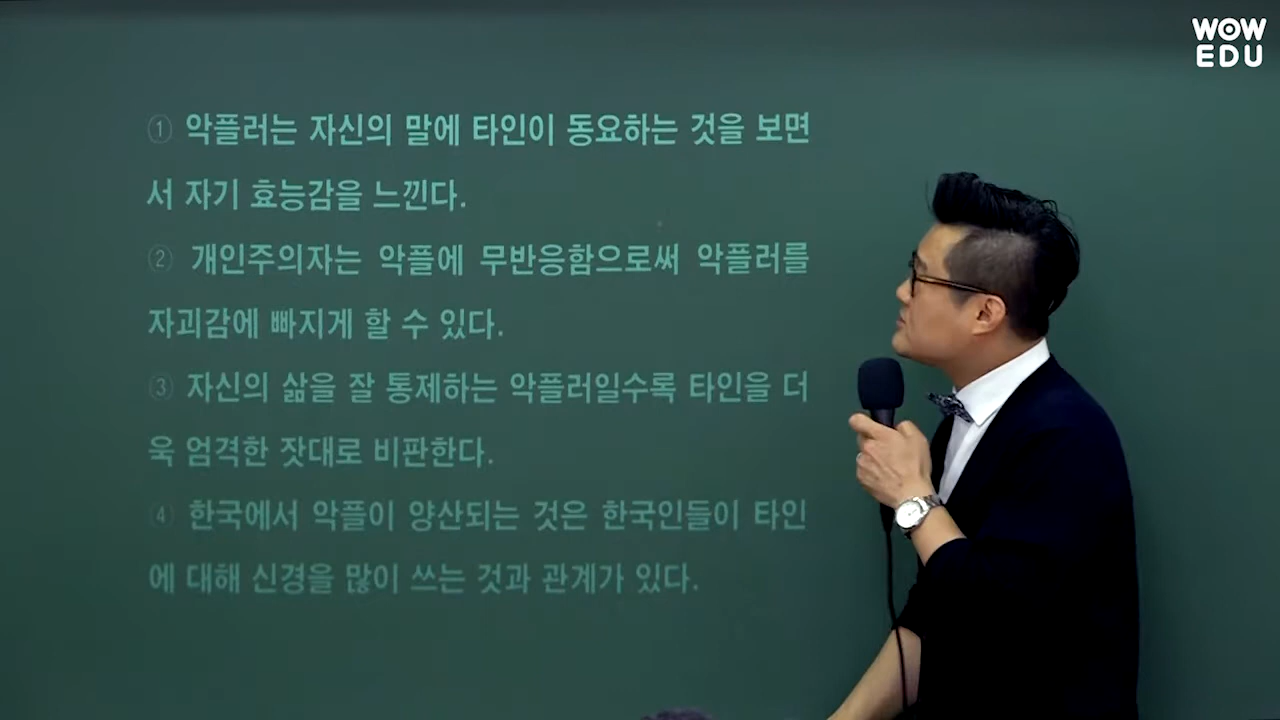 WOW
EDU
① 악플러는 자신의 말에 타인이 동요하는 것을 보면
서 자기 효능감을 느낀다.
② 개인주의자는 악플에 무반응함으로써 악플러를
자괴감에 빠지게 할 수 있다.
③ 자신의 삶을 잘 통제하는 악플러일수록 타인을 더
욱 엄격한 잣대로 비판한다.
④ 한국에서 악플이 양산되는 것은 한국인들이 타인
에 대해 신경을 많이 쓰는 것과 관계가 있다.